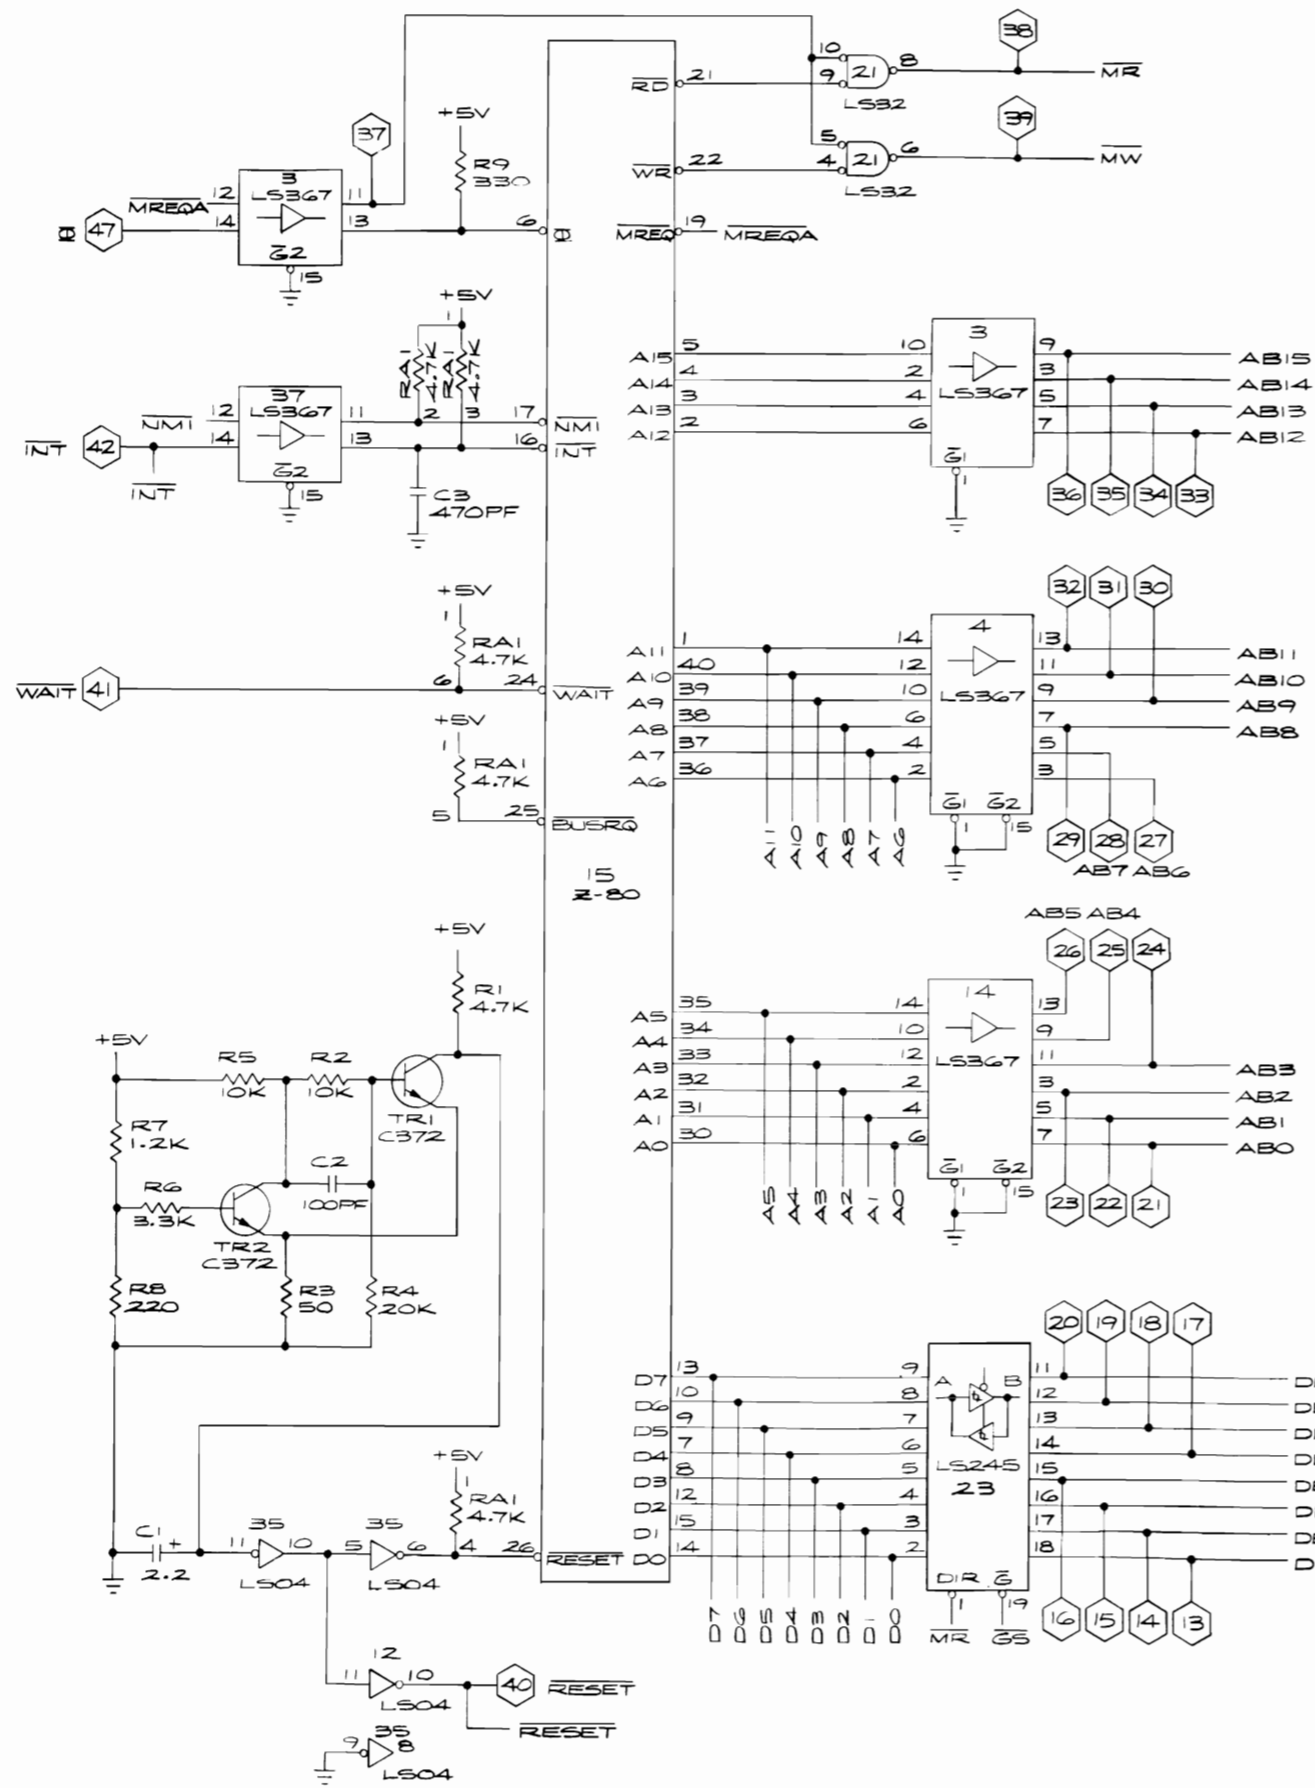 38
10
8
RD
21
9
21
MR
LS32
+5V
37
39
5
6
R9
330
WR
22
4
21
MW
LS32
3
12
LS367
11
MREQA
14
13
6
Φ
47
Φ
MREQ
19
MREQA
G2
15
+5V
1
RA1
4.7K
RA1
4.7K
3
A15
5
10
9
AB15
A14
4
2
3
AB14
A13
3
4
LS367
5
AB13
A12
2
6
7
AB12
37
12
LS367
11
2
3
17
NMI
NMI
14
13
16
INT
INT
42
INT
G2
15
C3
470PF
G1
1
36
35
34
33
+5V
1
RA1
4.7K
32
31
30
4
A11
1
14
13
AB11
A10
40
12
11
AB10
WAIT
41
6
24
WAIT
A9
39
10
LS367
9
AB9
A8
38
6
7
AB8
A7
37
4
5
A6
36
2
3
+5V
1
RA1
4.7K
5
25
BUSRQ
G1
G2
1
15
A11
A10
A9
A8
A7
A6
29
28
27
AB7 AB6
15
Z-80
AB5 AB4
26
25
24
+5V
R1
4.7K
14
A5
35
14
13
A4
34
10
9
A3
33
12
LS367
11
AB3
A2
32
2
3
AB2
A1
31
4
5
AB1
A0
30
6
7
AB0
G1
G2
1
15
A5
A4
A3
A2
A1
A0
23
22
21
+5V
R5
10K
R2
10K
TR1
C372
R7
1.2K
C2
100PF
R6
3.3K
TR2
C372
R8
220
R3
50
R4
20K
20
19
18
17
D7
13
9
A
B
11
D
D6
10
8
12
D
D5
9
7
13
D
D4
7
6
14
D
D3
8
5
LS245
15
D
D2
12
4
23
16
D
D1
15
3
17
D
D0
14
2
18
D
DIR
G
1
19
MR
GS
D7
D6
D5
D4
D3
D2
D1
D0
16
15
14
13
+5V
1
RA1
4.7K
C1
+
2.2
11
35
10
LS04
5
35
6
LS04
4
26
RESET
12
11
10
LS04
40
RESET
RESET
35
9
8
LS04